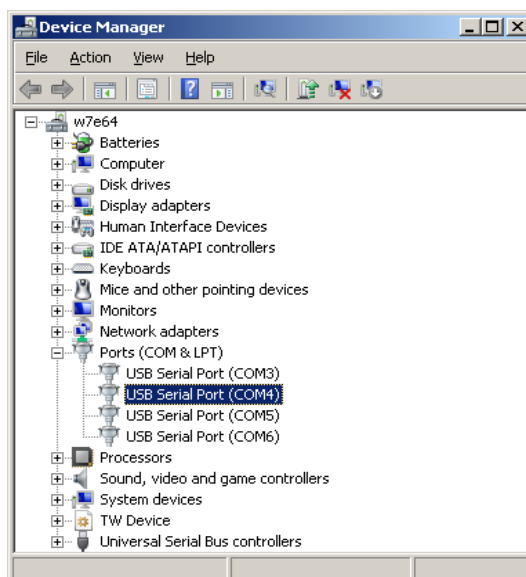 Device Manager
File Action View Help
w7e64
Batteries
Computer
Disk drives
Display adapters
Human Interface Devices
IDE ATA/ATAPI controllers
Keyboards
Mice and other pointing devices
Monitors
Network adapters
Ports (COM & LPT)
USB Serial Port (COM3)
USB Serial Port (COM4)
USB Serial Port (COM5)
USB Serial Port (COM6)
Processors
Sound, video and game controllers
System devices
TW Device
Universal Serial Bus controllers